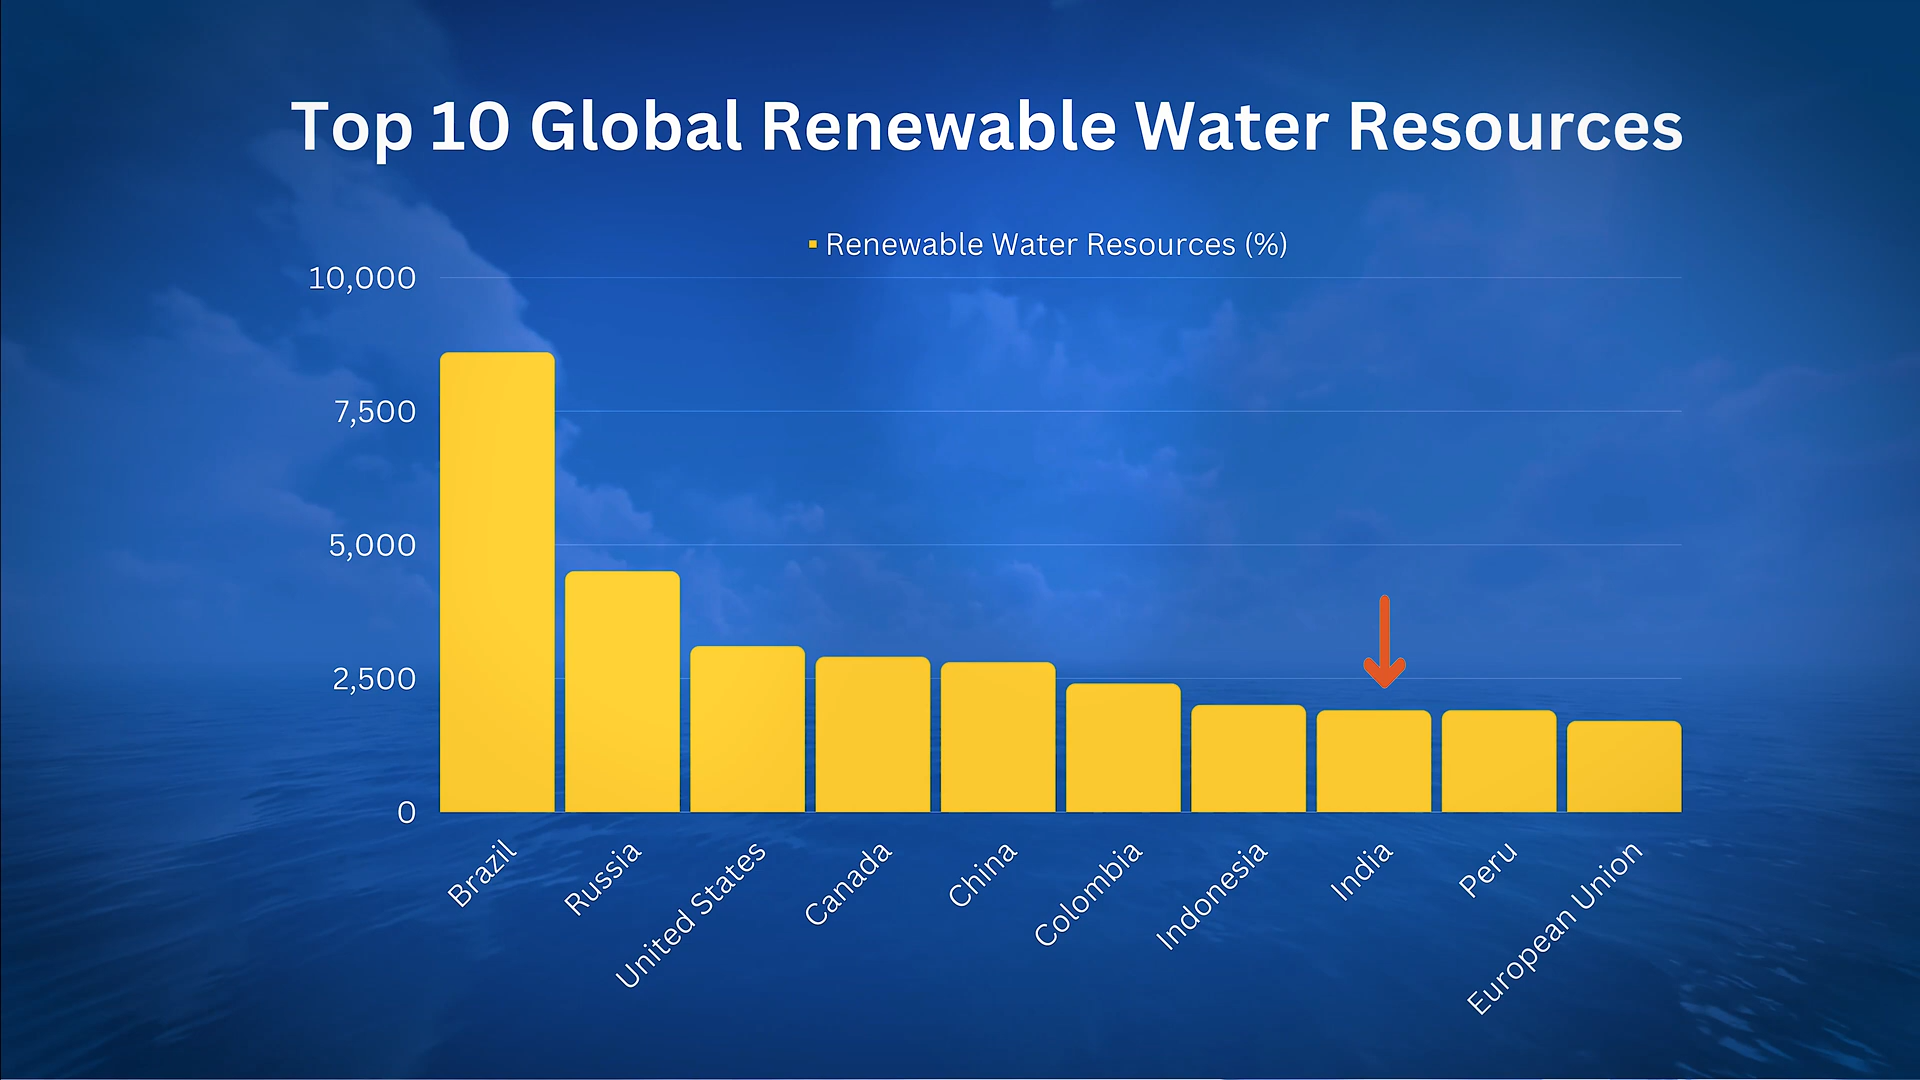 Top 10 Global Renewable Water Resources
Renewable Water Resources (%)
10,000
7,500
5,000
2,500
0
Brazil
Russia
United States
Canada
China
Colombia
Indonesia
India
Peru
European Union